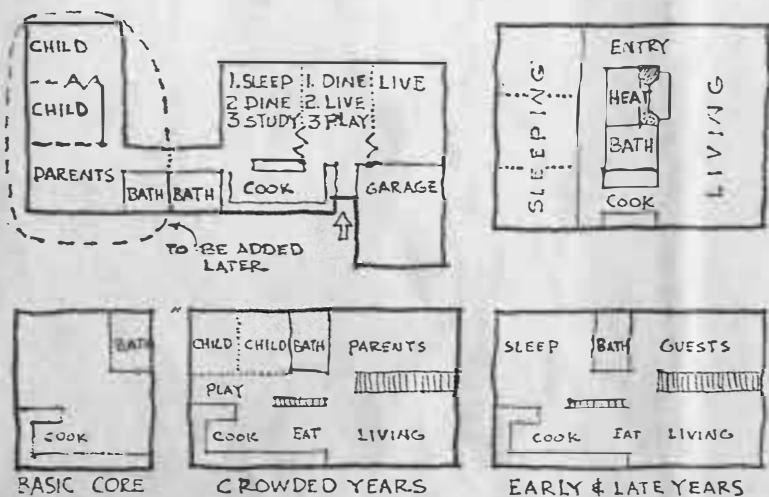 CHILD
CHILD
PARENTS
BATH
BATH
TO BE ADDED
LATER
1. SLEEP
2 DINE
3 STUDY
1. DINE
2. LIVE
3 PLAY
LIVE
COOK
GARAGE
ENTRY
SLEEPING
HEAT
BATH
LIVING
COOK
BATH
COOK
BASIC CORE
CHILD
CHILD
BATH
PARENTS
PLAY
COOK
EAT
LIVING
CROWDED YEARS
SLEEP
BATH
GUESTS
COOK
EAT
LIVING
EARLY & LATE YEARS